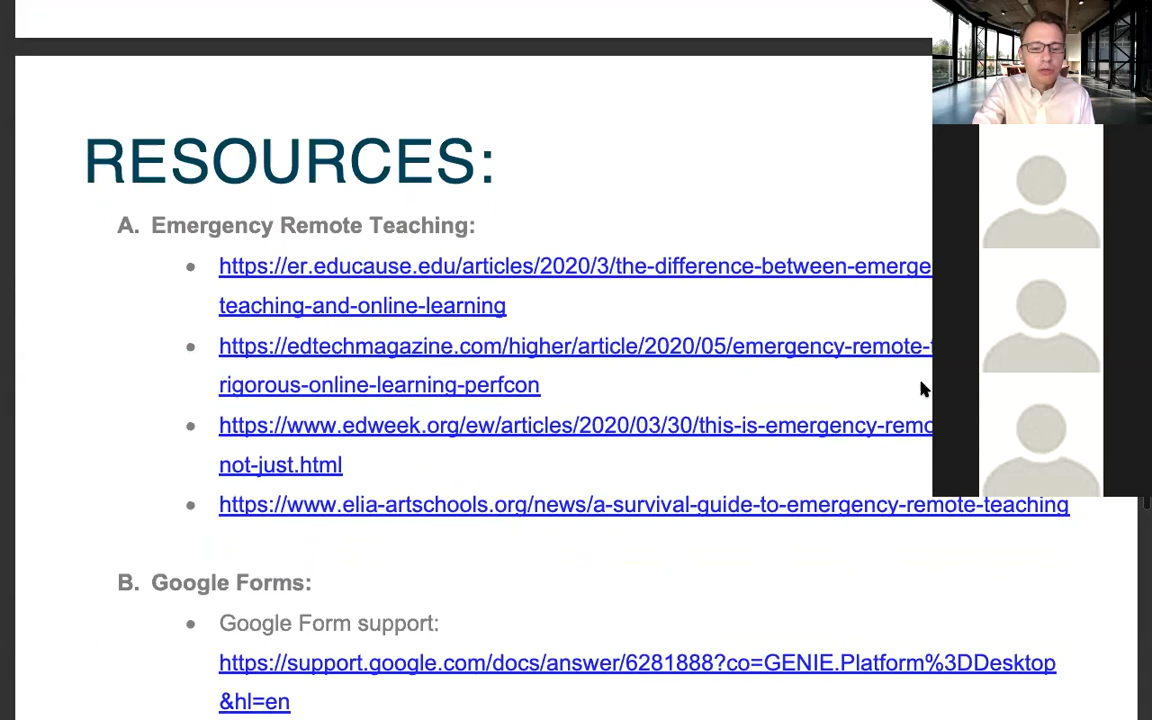 RESOURCES:
A. Emergency Remote Teaching:
• https://er.educause.edu/articles/2020/3/the-difference-between-emerge
teaching-and-online-learning
• https://edtechmagazine.com/higher/article/2020/05/emergency-remote-
rigorous-online-learning-perfcon
• https://www.edweek.org/ew/articles/2020/03/30/this-is-emergency-remo
not-just.html
• https://www.elia-artschools.org/news/a-survival-guide-to-emergency-remote-teaching
B. Google Forms:
• Google Form support:
https://support.google.com/docs/answer/6281888?co=GENIE.Platform%3DDesktop
&hl=en